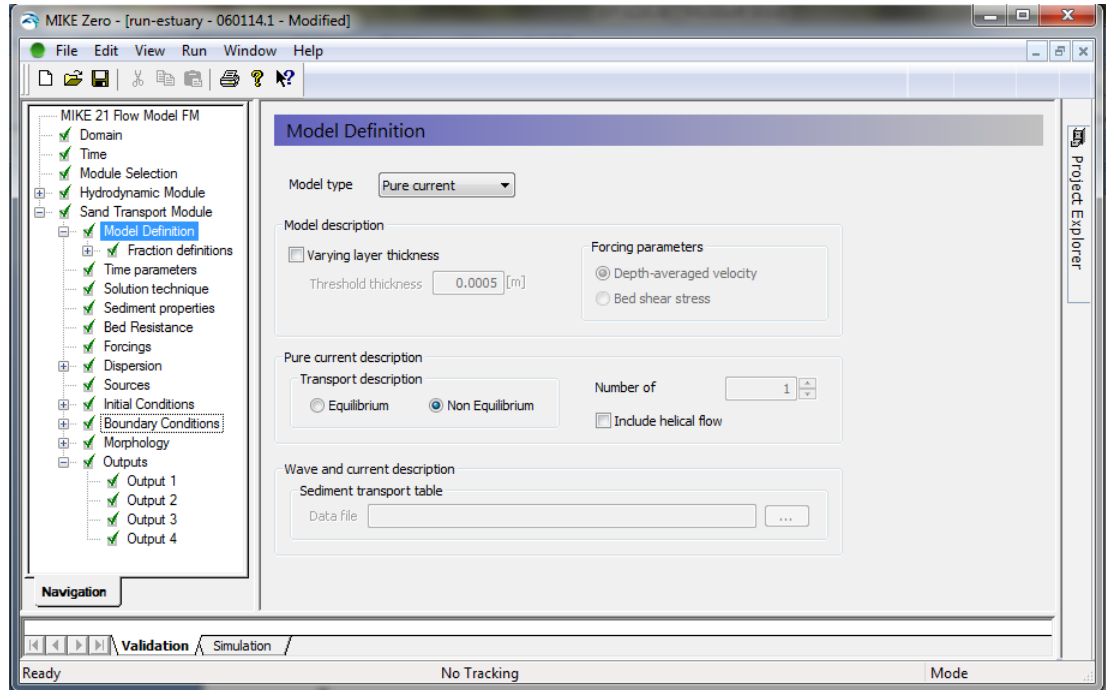 MIKE Zero - [run-estuary - 060114.1 - Modified]
File Edit View Run Window Help
MIKE 21 Flow Model FM
Domain
Time
Module Selection
Hydrodynamic Module
Sand Transport Module
Model Definition
Fraction definitions
Time parameters
Solution technique
Sediment properties
Bed Resistance
Forcings
Dispersion
Sources
Initial Conditions
Boundary Conditions
Morphology
Outputs
Output 1
Output 2
Output 3
Output 4
Navigation
Model Definition
Model type Pure current
Model description
Varying layer thickness
Threshold thickness 0.0005 [m]
Forcing parameters
Depth-averaged velocity
Bed shear stress
Pure current description
Transport description
Equilibrium Non Equilibrium
Number of 1
Include helical flow
Wave and current description
Sediment transport table
Data file ...
Project Explorer
Validation Simulation
Ready No Tracking Mode